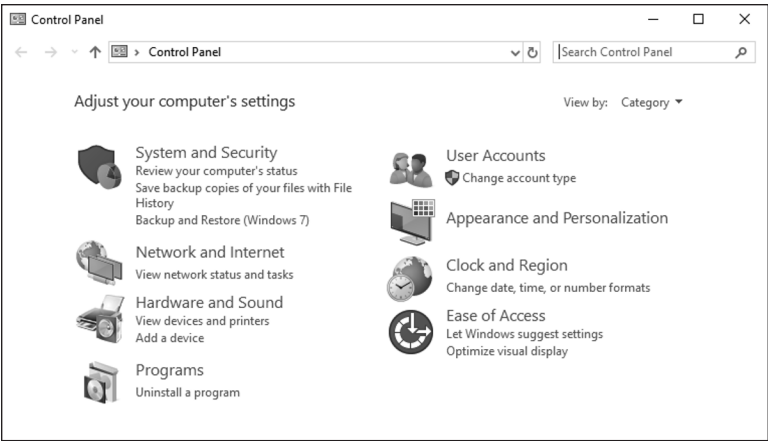 Control Panel
Control Panel
Search Control Panel
Adjust your computer's settings
View by: Category
System and Security
Review your computer's status
Save backup copies of your files with File
History
Backup and Restore (Windows 7)
Network and Internet
View network status and tasks
Hardware and Sound
View devices and printers
Add a device
Programs
Uninstall a program
User Accounts
Change account type
Appearance and Personalization
Clock and Region
Change date, time, or number formats
Ease of Access
Let Windows suggest settings
Optimize visual display